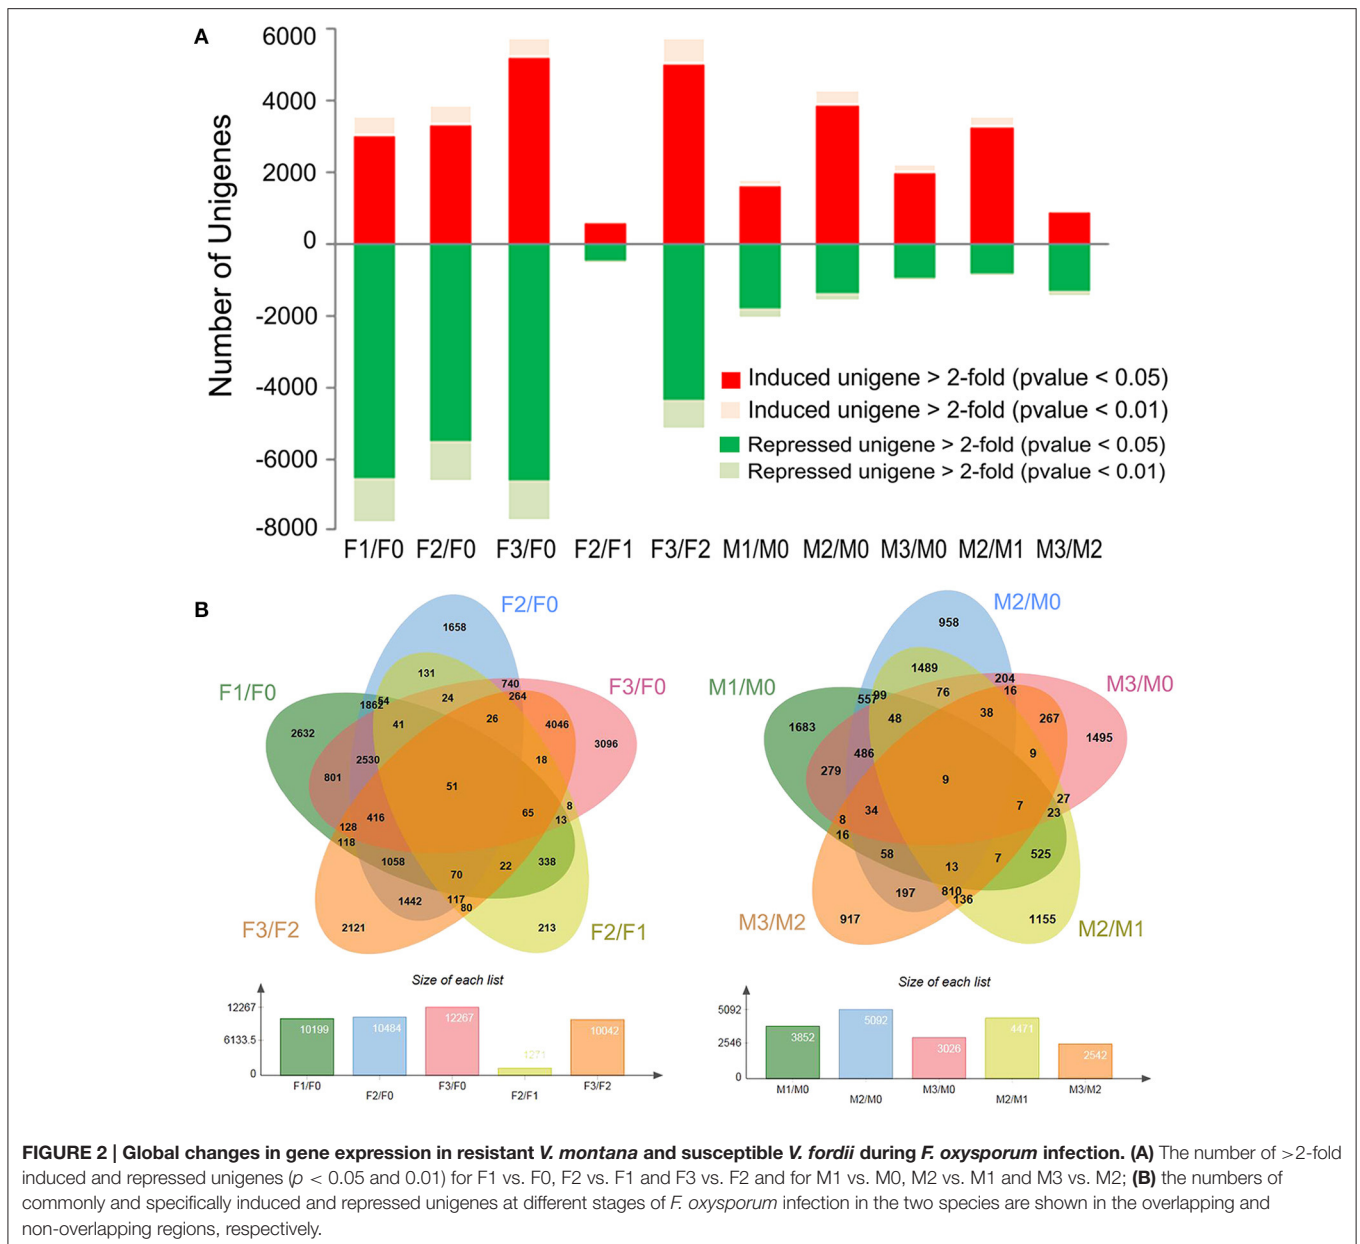 A
Number of Unigenes
6000
4000
2000
0
-2000
-4000
-6000
-8000
Induced unigene > 2-fold (pvalue < 0.05)
Induced unigene > 2-fold (pvalue < 0.01)
Repressed unigene > 2-fold (pvalue < 0.05)
Repressed unigene > 2-fold (pvalue < 0.01)
F1/F0 F2/F0 F3/F0 F2/F1 F3/F2 M1/M0 M2/M0 M3/M0 M2/M1 M3/M2
B
F2/F0
1658
F1/F0
F3/F0
131
740
264
54
1862
24
2632
41
26
4046
3096
2530
18
801
51
8
65
13
416
128
118
1058
22
338
70
1442
117
80
2121
213
F3/F2
F2/F1
M2/M0
958
M1/M0
M3/M0
1489
204
16
557
99
76
1683
48
38
267
1495
486
9
279
9
27
7
23
34
8
16
58
7
525
13
197
810
136
917
1155
M3/M2
M2/M1
Size of each list
12267
6133.5
0
10199
10484
12267
1271
10042
F1/F0
F2/F0
F3/F0
F2/F1
F3/F2
Size of each list
5092
2546
0
3852
5092
3026
4471
2542
M1/M0
M2/M0
M3/M0
M2/M1
M3/M2
FIGURE 2 | Global changes in gene expression in resistant V. montana and susceptible V. fordii during F. oxysporum infection. (A) The number of >2-fold
induced and repressed unigenes (p < 0.05 and 0.01) for F1 vs. F0, F2 vs. F1 and F3 vs. F2 and for M1 vs. M0, M2 vs. M1 and M3 vs. M2; (B) the numbers of
commonly and specifically induced and repressed unigenes at different stages of F. oxysporum infection in the two species are shown in the overlapping and
non-overlapping regions, respectively.